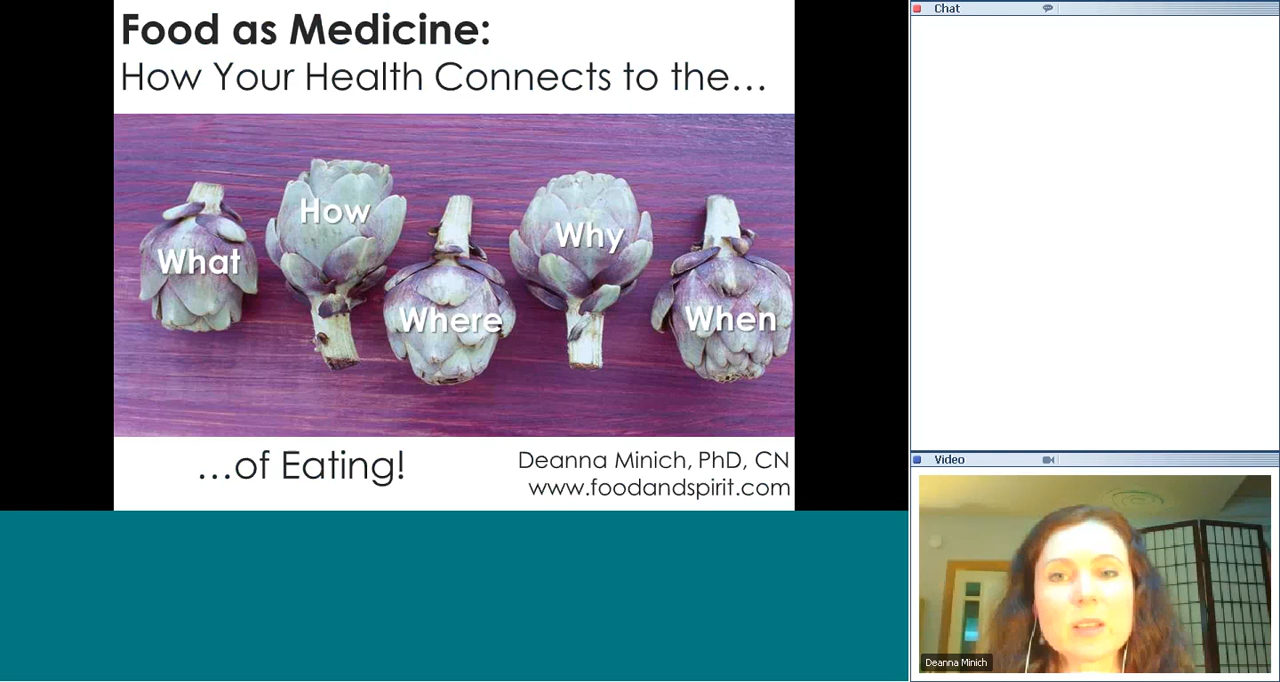 Food as Medicine:
How Your Health Connects to the...
What
How
Where
Why
When
...of Eating!
Deanna Minich, PhD, CN
www.foodandspirit.com
Chat
Video
Deanna Minich